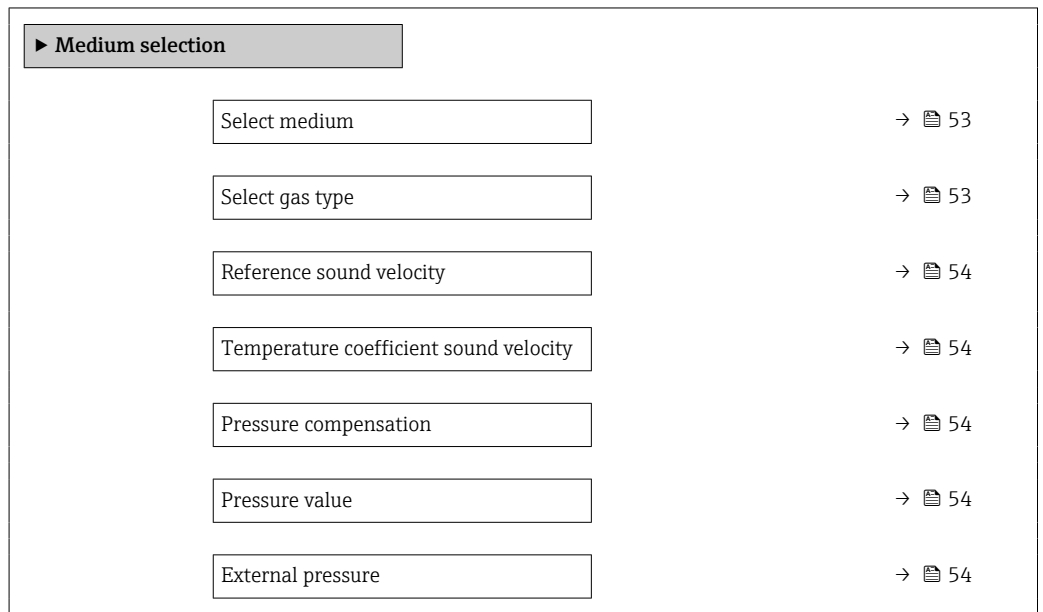 ▶ Medium selection
Select medium → 🖹 53
Select gas type → 🖹 53
Reference sound velocity → 🖹 54
Temperature coefficient sound velocity → 🖹 54
Pressure compensation → 🖹 54
Pressure value → 🖹 54
External pressure → 🖹 54